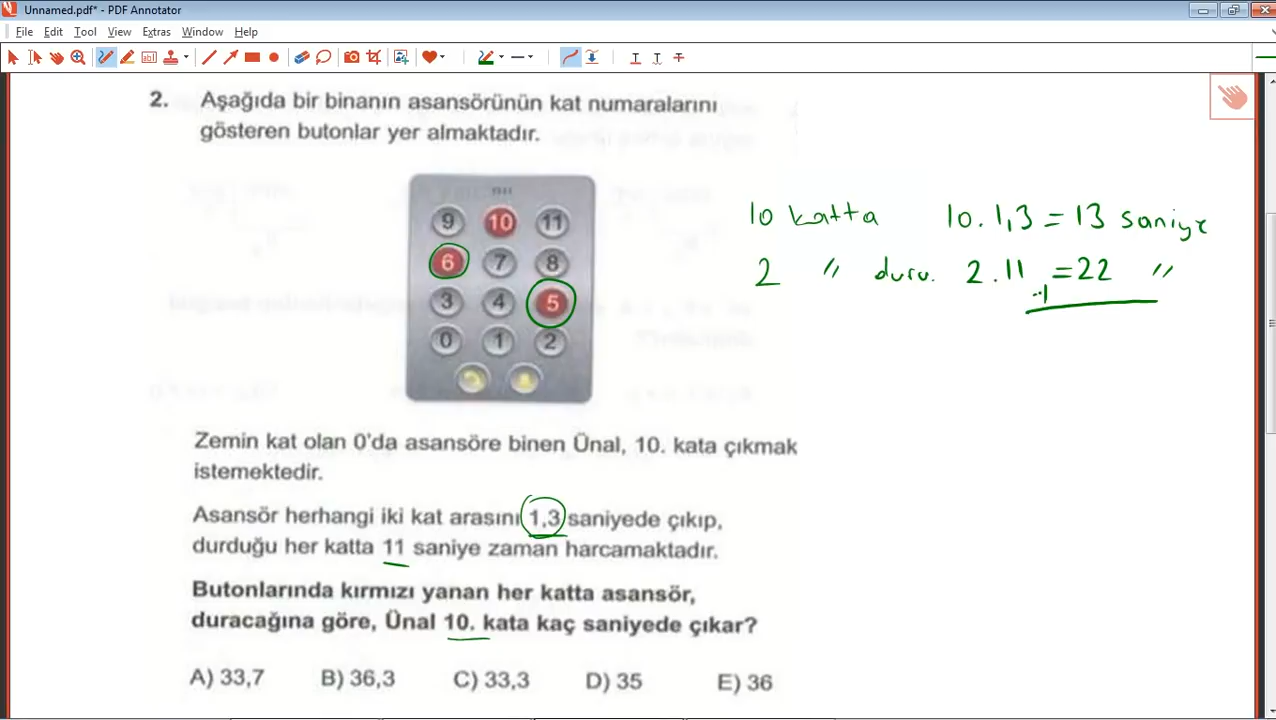 Unnamed.pdf* - PDF Annotator
File Edit Tool View Extras Window Help
2. Aşağıda bir binanın asansörünün kat numaralarını
gösteren butonlar yer almaktadır.
9 10 11
6 7 8
3 4 5
0 1 2
10 katta 10. 1,3 = 13 saniye
2 " duru. 2.11 = 22 "
+
Zemin kat olan 0'da asansöre binen Ünal, 10. kata çıkmak
istemektedir.
Asansör herhangi iki kat arasını 1,3 saniyede çıkıp,
durduğu her katta 11 saniye zaman harcamaktadır.
Butonlarında kırmızı yanan her katta asansör,
duracağına göre, Ünal 10. kata kaç saniyede çıkar?
A) 33,7 B) 36,3 C) 33,3 D) 35 E) 36